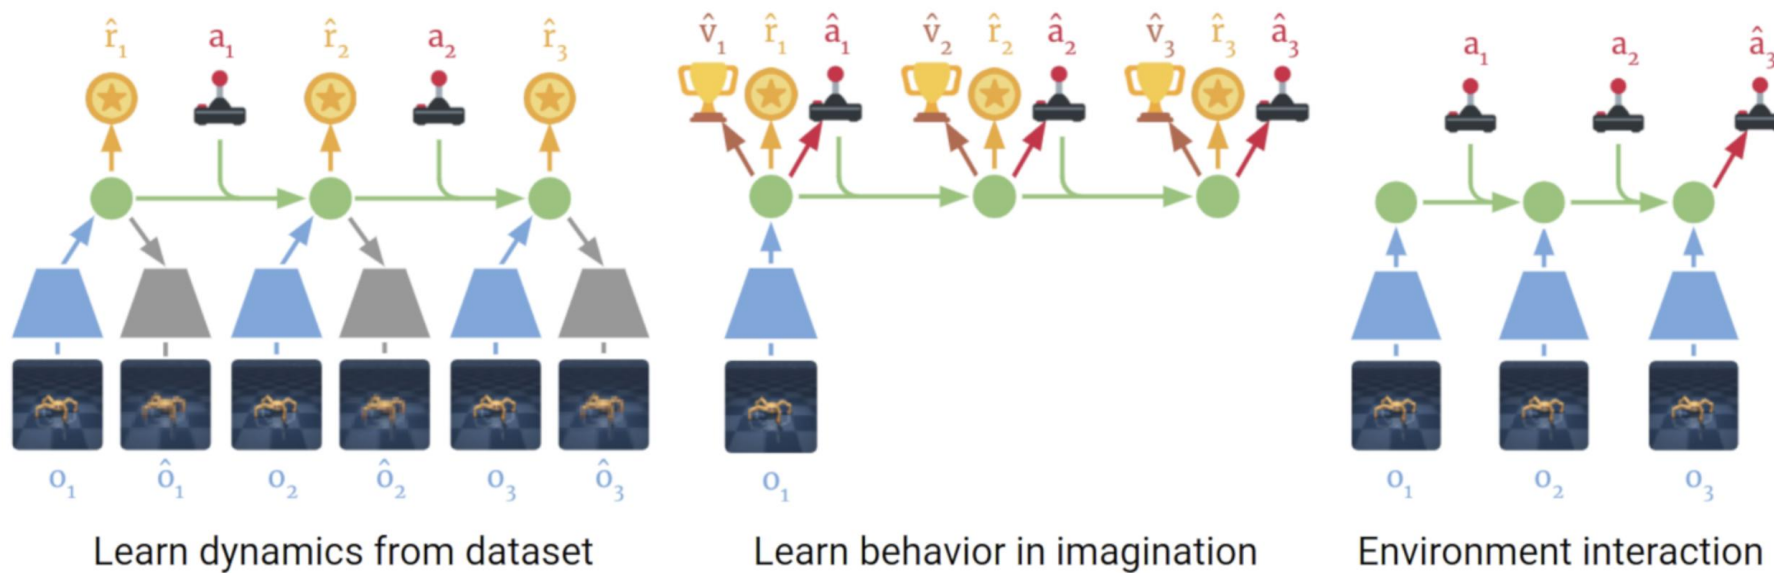 r̂₁ a₁ r̂₂ a₂ r̂₃
o₁ ô₁ o₂ ô₂ o₃ ô₃
Learn dynamics from dataset
v̂₁ r̂₁ â₁ v̂₂ r̂₂ â₂ v̂₃ r̂₃ â₃
o₁
Learn behavior in imagination
a₁ a₂ â₃
o₁ o₂ o₃
Environment interaction